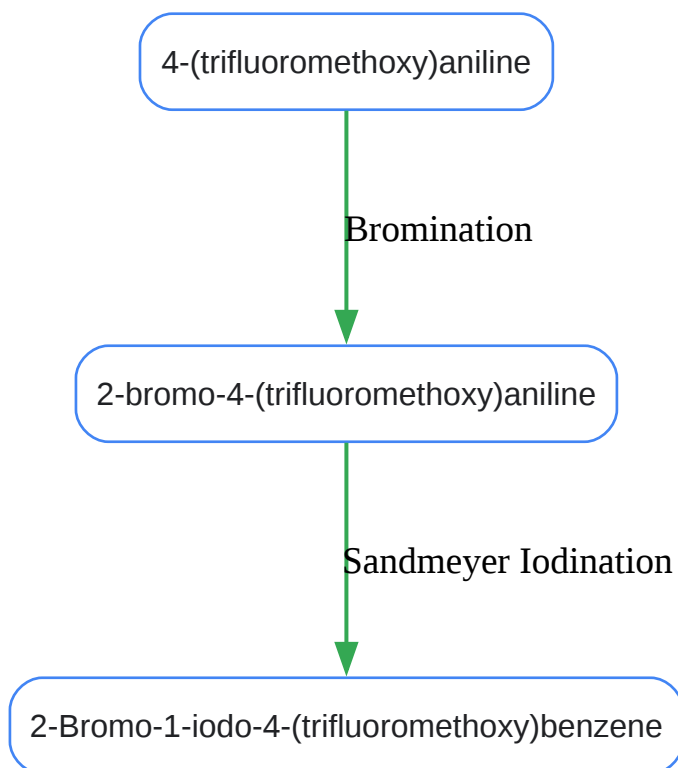 4-(trifluoromethoxy)aniline
Bromination
2-bromo-4-(trifluoromethoxy)aniline
Sandmeyer Iodination
2-Bromo-1-iodo-4-(trifluoromethoxy)benzene